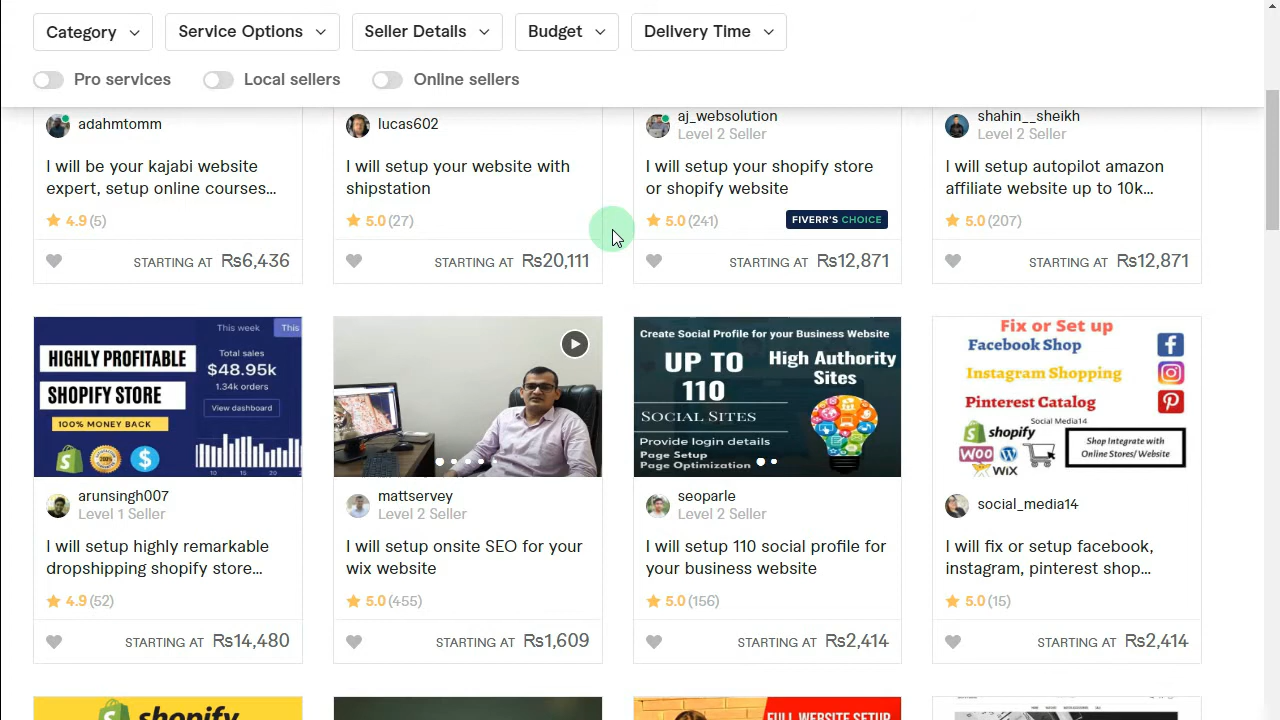 Category
Service Options
Seller Details
Budget
Delivery Time
Pro services
Local sellers
Online sellers
adahmtomm
I will be your kajabi website
expert, setup online courses...
4.9 (5)
STARTING AT Rs6,436
lucas602
I will setup your website with
shipstation
5.0 (27)
STARTING AT Rs20,111
aj_websolution
Level 2 Seller
I will setup your shopify store
or shopify website
5.0 (241)
FIVERR'S CHOICE
STARTING AT Rs12,871
shahin__sheikh
Level 2 Seller
I will setup autopilot amazon
affiliate website up to 10k...
5.0 (207)
STARTING AT Rs12,871
This week
This
HIGHLY PROFITABLE
Total sales
$48.95k
1.34k orders
SHOPIFY STORE
View dashboard
100% MONEY BACK
100%
10
15
20
25
arunsingh007
Level 1 Seller
I will setup highly remarkable
dropshipping shopify store...
4.9 (52)
STARTING AT Rs14,480
mattservey
Level 2 Seller
I will setup onsite SEO for your
wix website
5.0 (455)
STARTING AT Rs1,609
Create Social Profile for your Business Website
UP TO
110
High Authority
Sites
SOCIAL SITES
Provide login details
Page Setup
Page Optimization
seoparle
Level 2 Seller
I will setup 110 social profile for
your business website
5.0 (156)
STARTING AT Rs2,414
Fix or Set up
Facebook Shop
Instagram Shopping
Pinterest Catalog
Social Media14
shopify
WOO
WiX
Shop Integrate with
Online Stores/ Website
social_media14
I will fix or setup facebook,
instagram, pinterest shop...
5.0 (15)
STARTING AT Rs2,414
shopify
FULL WEBSITE SETUP